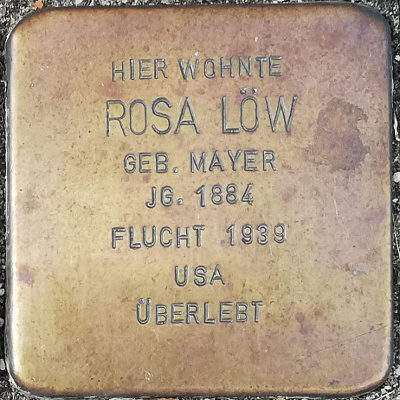 HIER WOHNTE
ROSA LÖW
GEB. MAYER
JG. 1884
FLUCHT 1939
USA
ÜBERLEBT